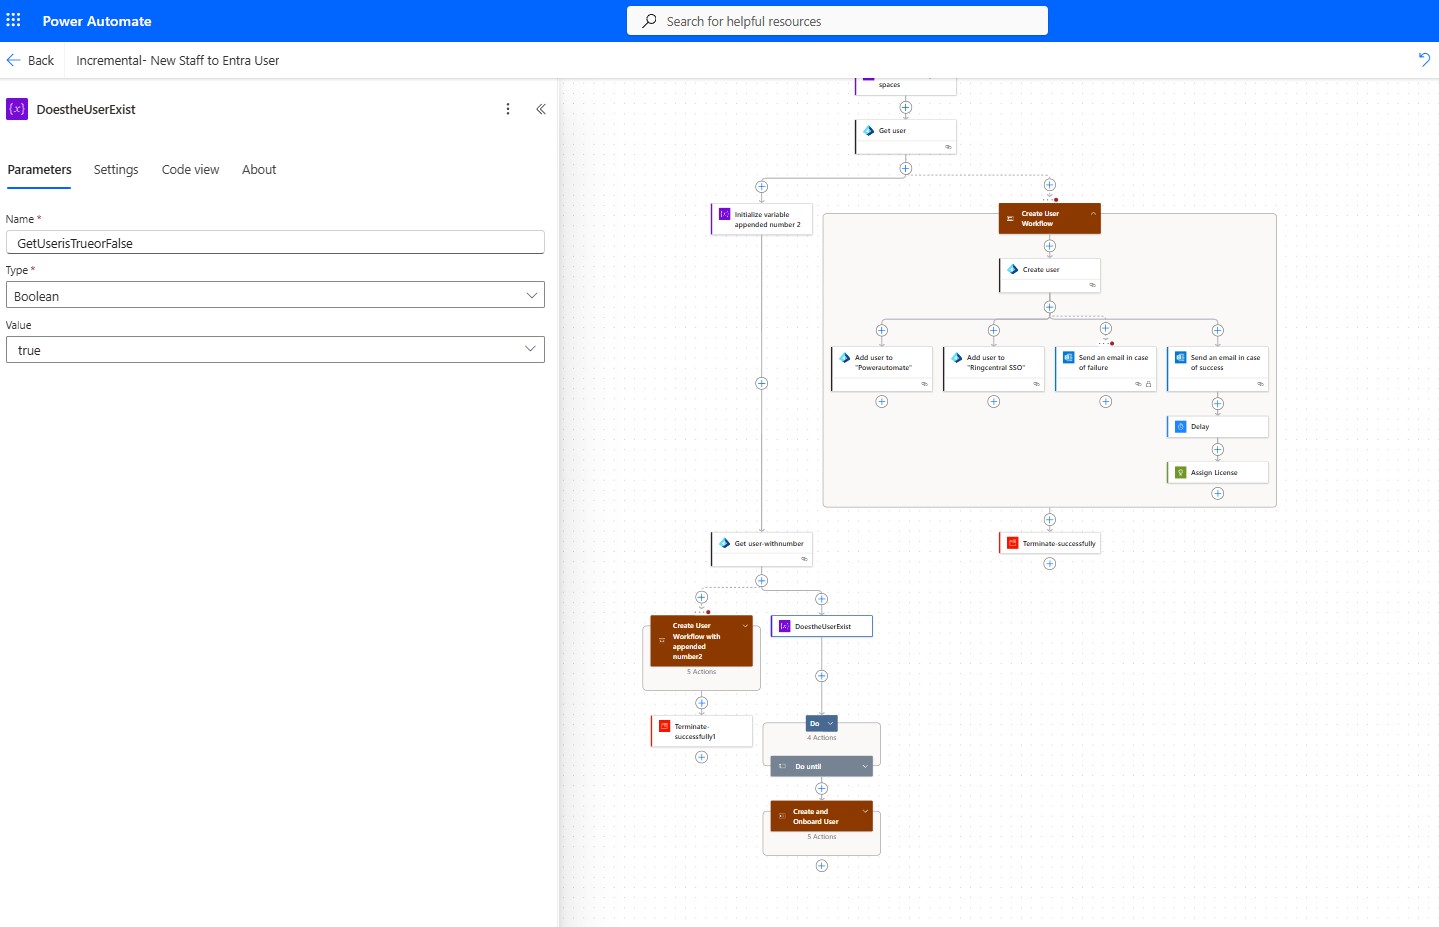 Power Automate
Search for helpful resources
Back
Incremental- New Staff to Entra User
DoestheUserExist
Parameters
Settings
Code view
About
Name *
GetUserisTrueorFalse
Type *
Boolean
Value
true
spaces
Get user
Initialize variable
appended number 2
Create User
Workflow
Create user
Add user to
"Powerautomate"
Add user to
"Ringcentral SSO"
Send an email in case
of failure
Send an email in case
of success
Delay
Assign License
Get user-withnumber
Terminate-successfully
Create User
Workflow with
appended
number2
5 Actions
DoestheUserExist
Terminate-
successfully1
Do
4 Actions
Do until
Create and
Onboard User
5 Actions